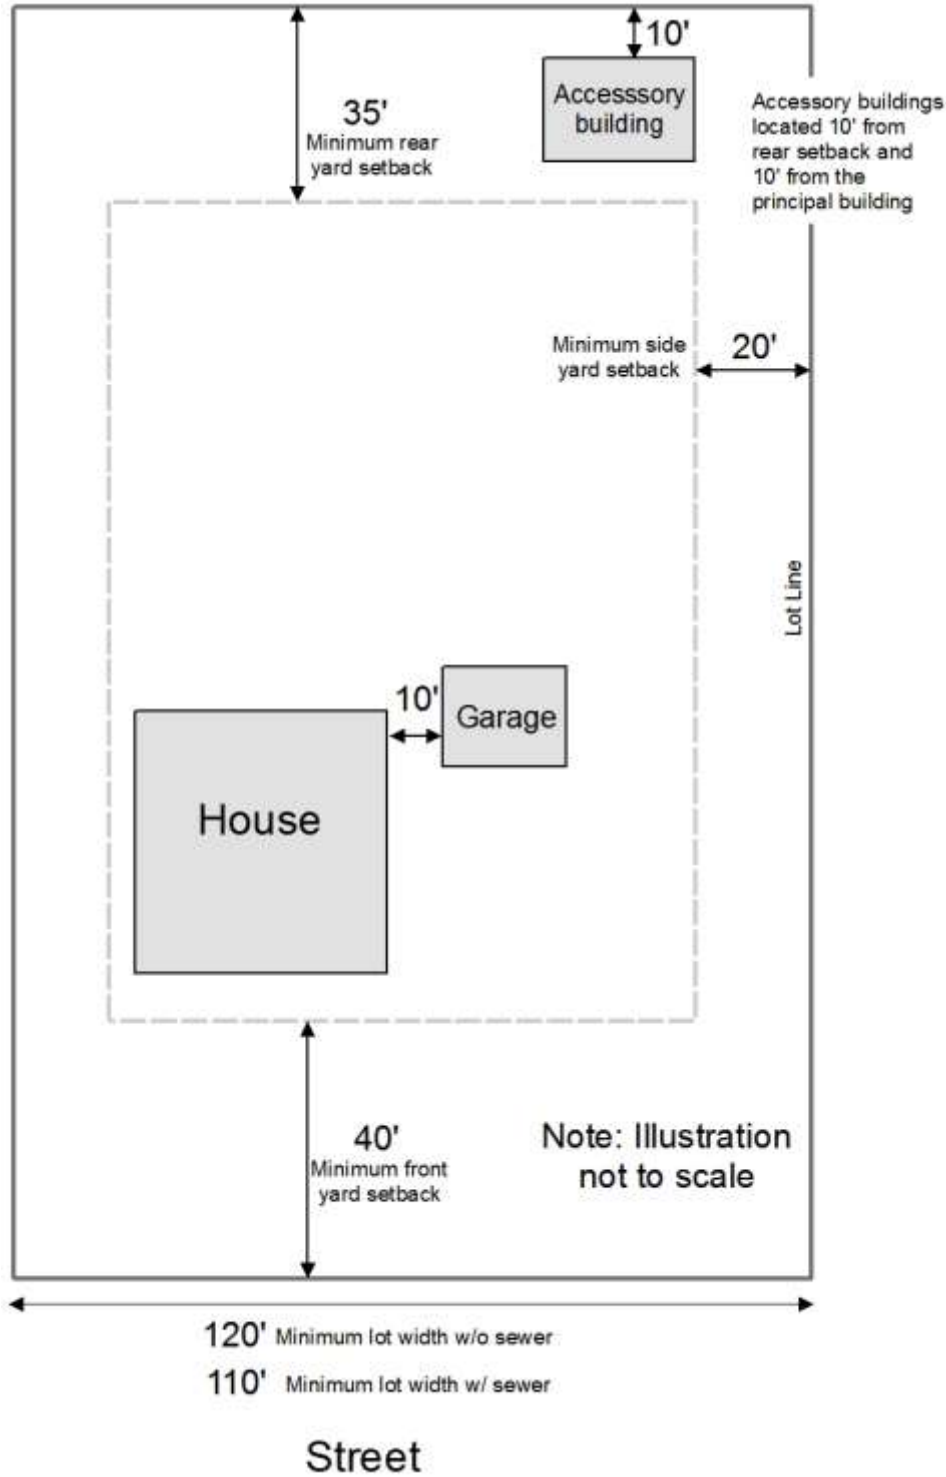 10'
Accesssory
building
35'
Minimum rear
yard setback
Accessory buildings
located 10' from
rear setback and
10' from the
principal building
Minimum side
yard setback
20'
Lot Line
10'
Garage
House
40'
Minimum front
yard setback
Note: Illustration
not to scale
120' Minimum lot width w/o sewer
110' Minimum lot width w/ sewer
Street